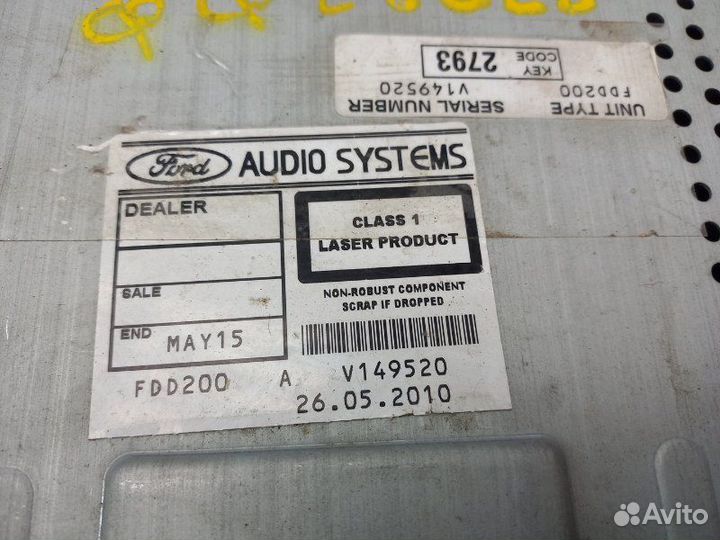 UNIT TYPE SERIAL NUMBER
FDD200 V149520
KEY CODE 2793
Ford AUDIO SYSTEMS
DEALER
CLASS 1
LASER PRODUCT
SALE
NON-ROBUST COMPONENT
SCRAP IF DROPPED
END MAY15
FDD200 A V149520
26.05.2010
Avito